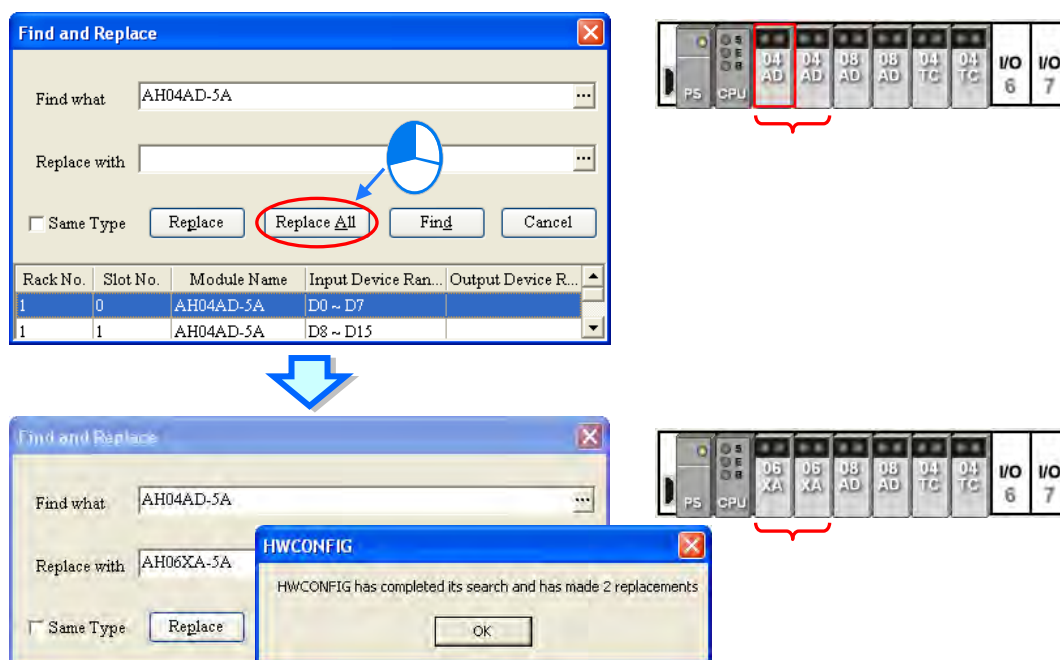 Find and Replace
Find what AH04AD-5A ...
Replace with ...
Same Type Replace Replace All Find Cancel
Rack No. Slot No. Module Name Input Device Ran... Output Device R...
1 0 AH04AD-5A D0 ~ D7
1 1 AH04AD-5A D8 ~ D15
PS CPU S E B 04 AD 04 AD 08 AD 08 AD 04 TC 04 TC I/O 6 I/O 7
Find and Replace
Find what AH04AD-5A ...
Replace with AH06XA-5A
Same Type Replace
HWCONFIG
HWCONFIG has completed its search and has made 2 replacements
OK
PS CPU S E B 06 XA 06 XA 08 AD 08 AD 04 TC 04 TC I/O 6 I/O 7